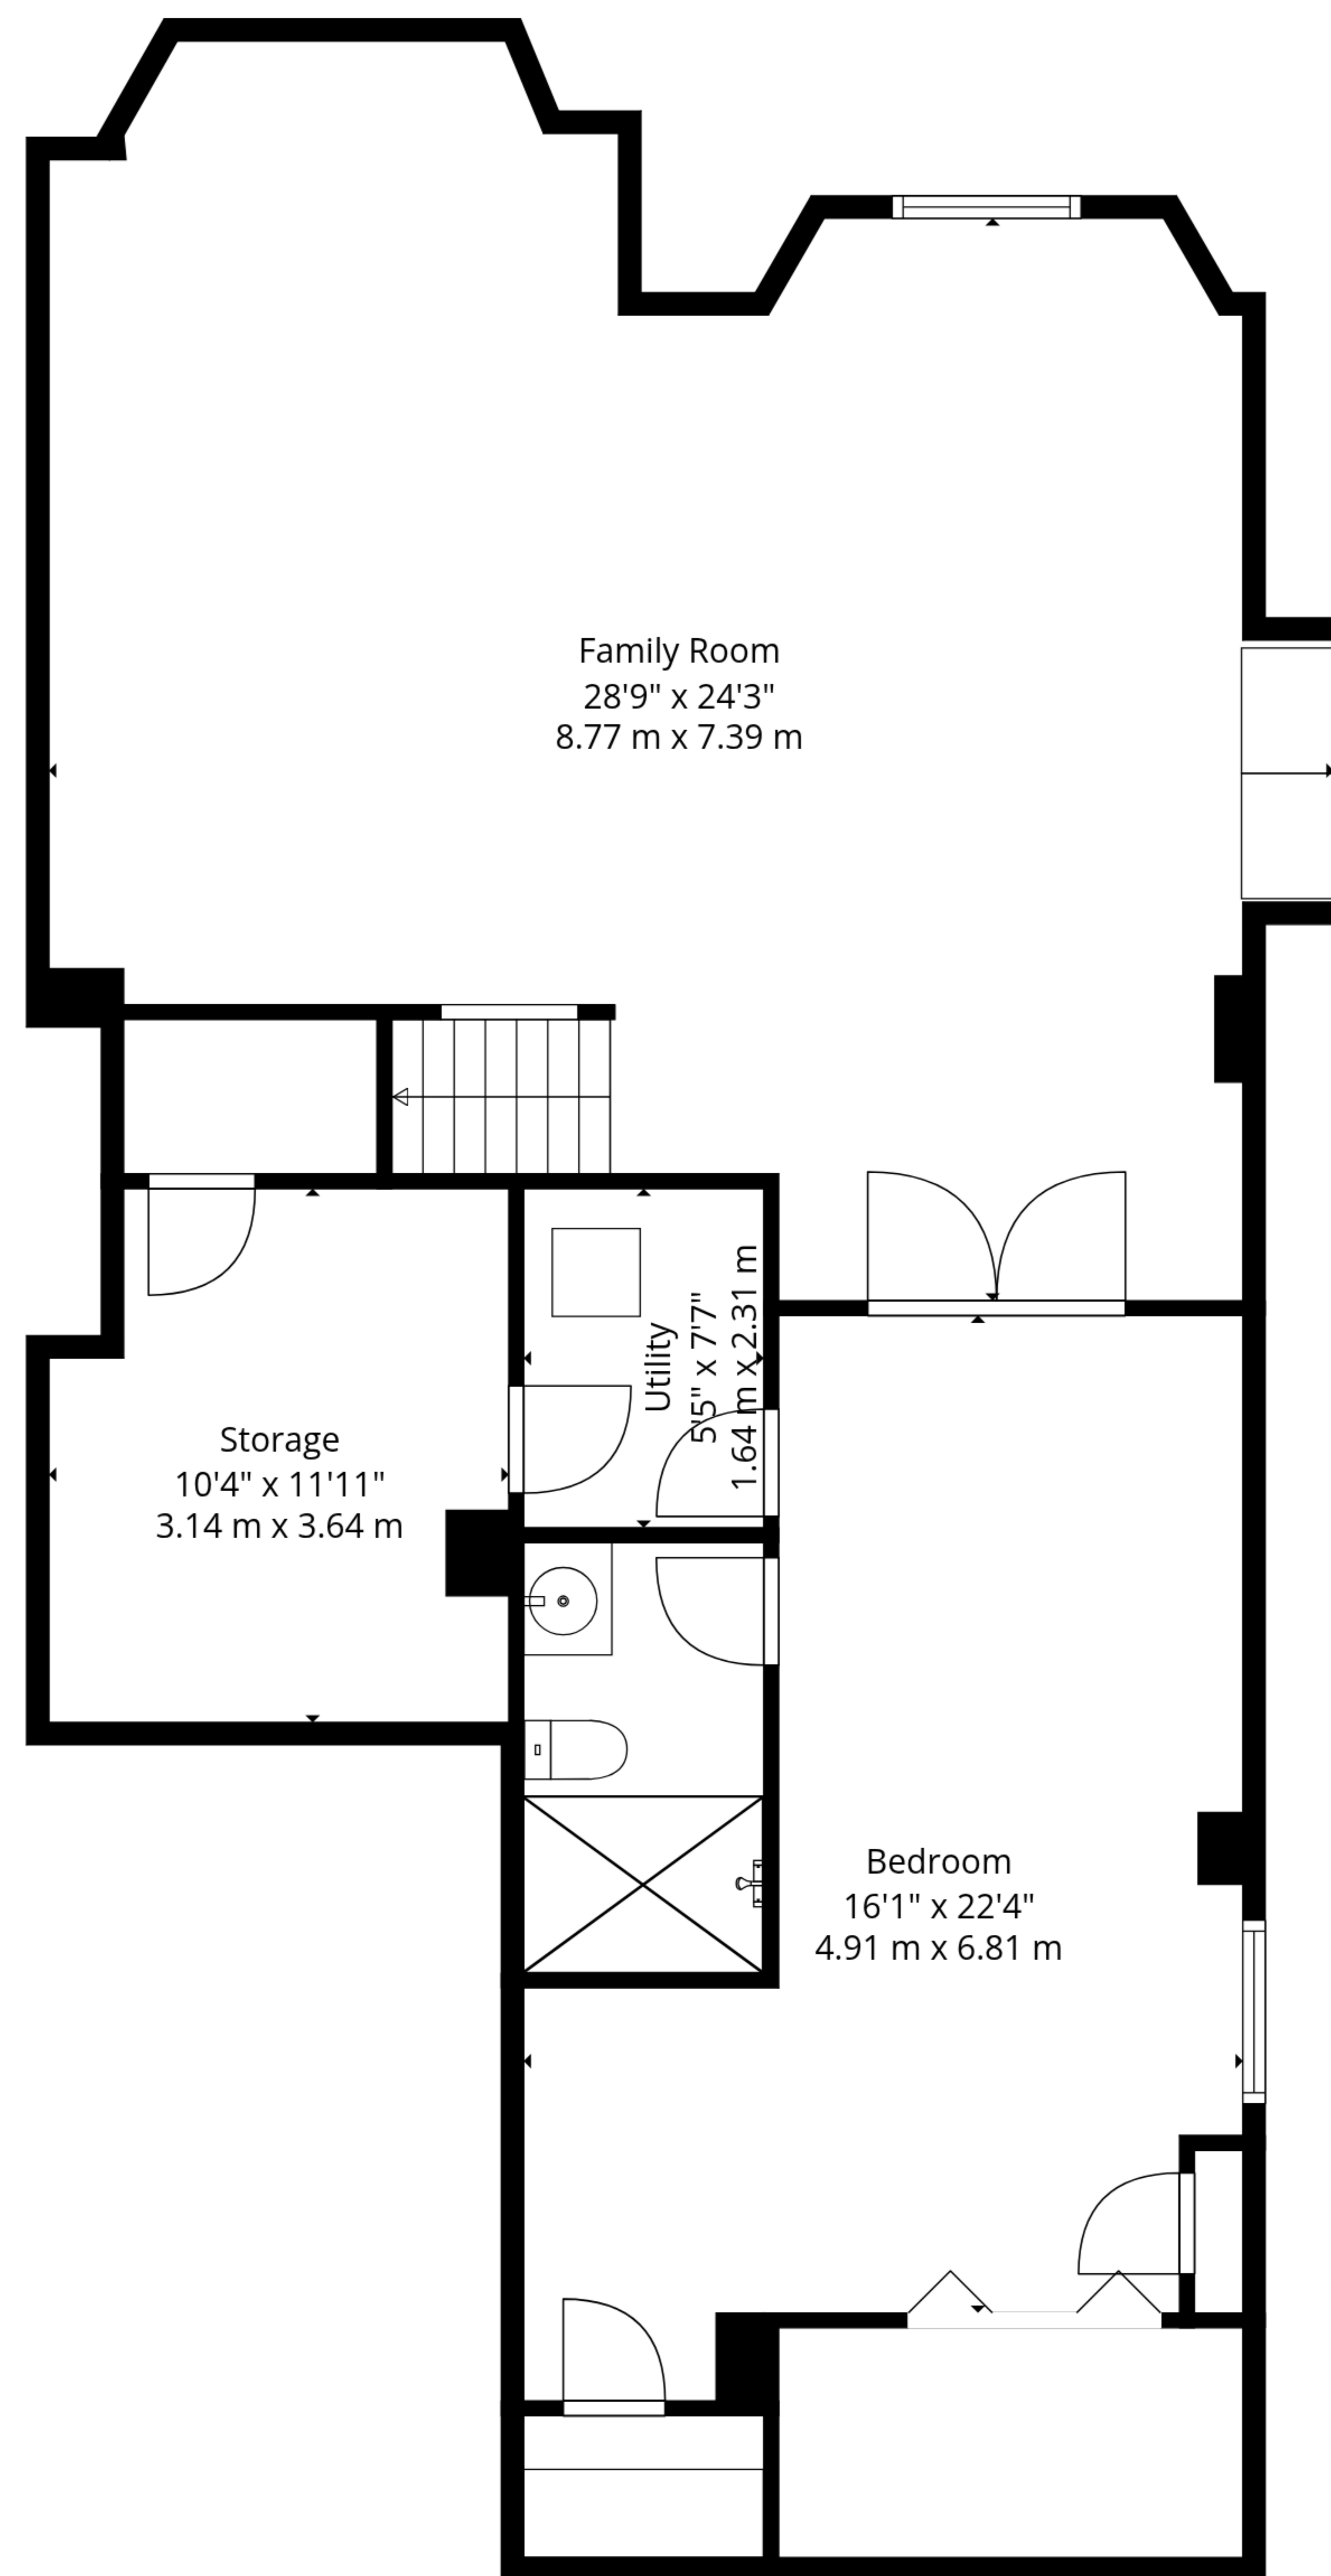 Family Room
28'9" x 24'3"
8.77 m x 7.39 m
Utility
5'5" x 7'7"
1.64 m x 2.31 m
Storage
10'4" x 11'11"
3.14 m x 3.64 m
Bedroom
16'1" x 22'4"
4.91 m x 6.81 m